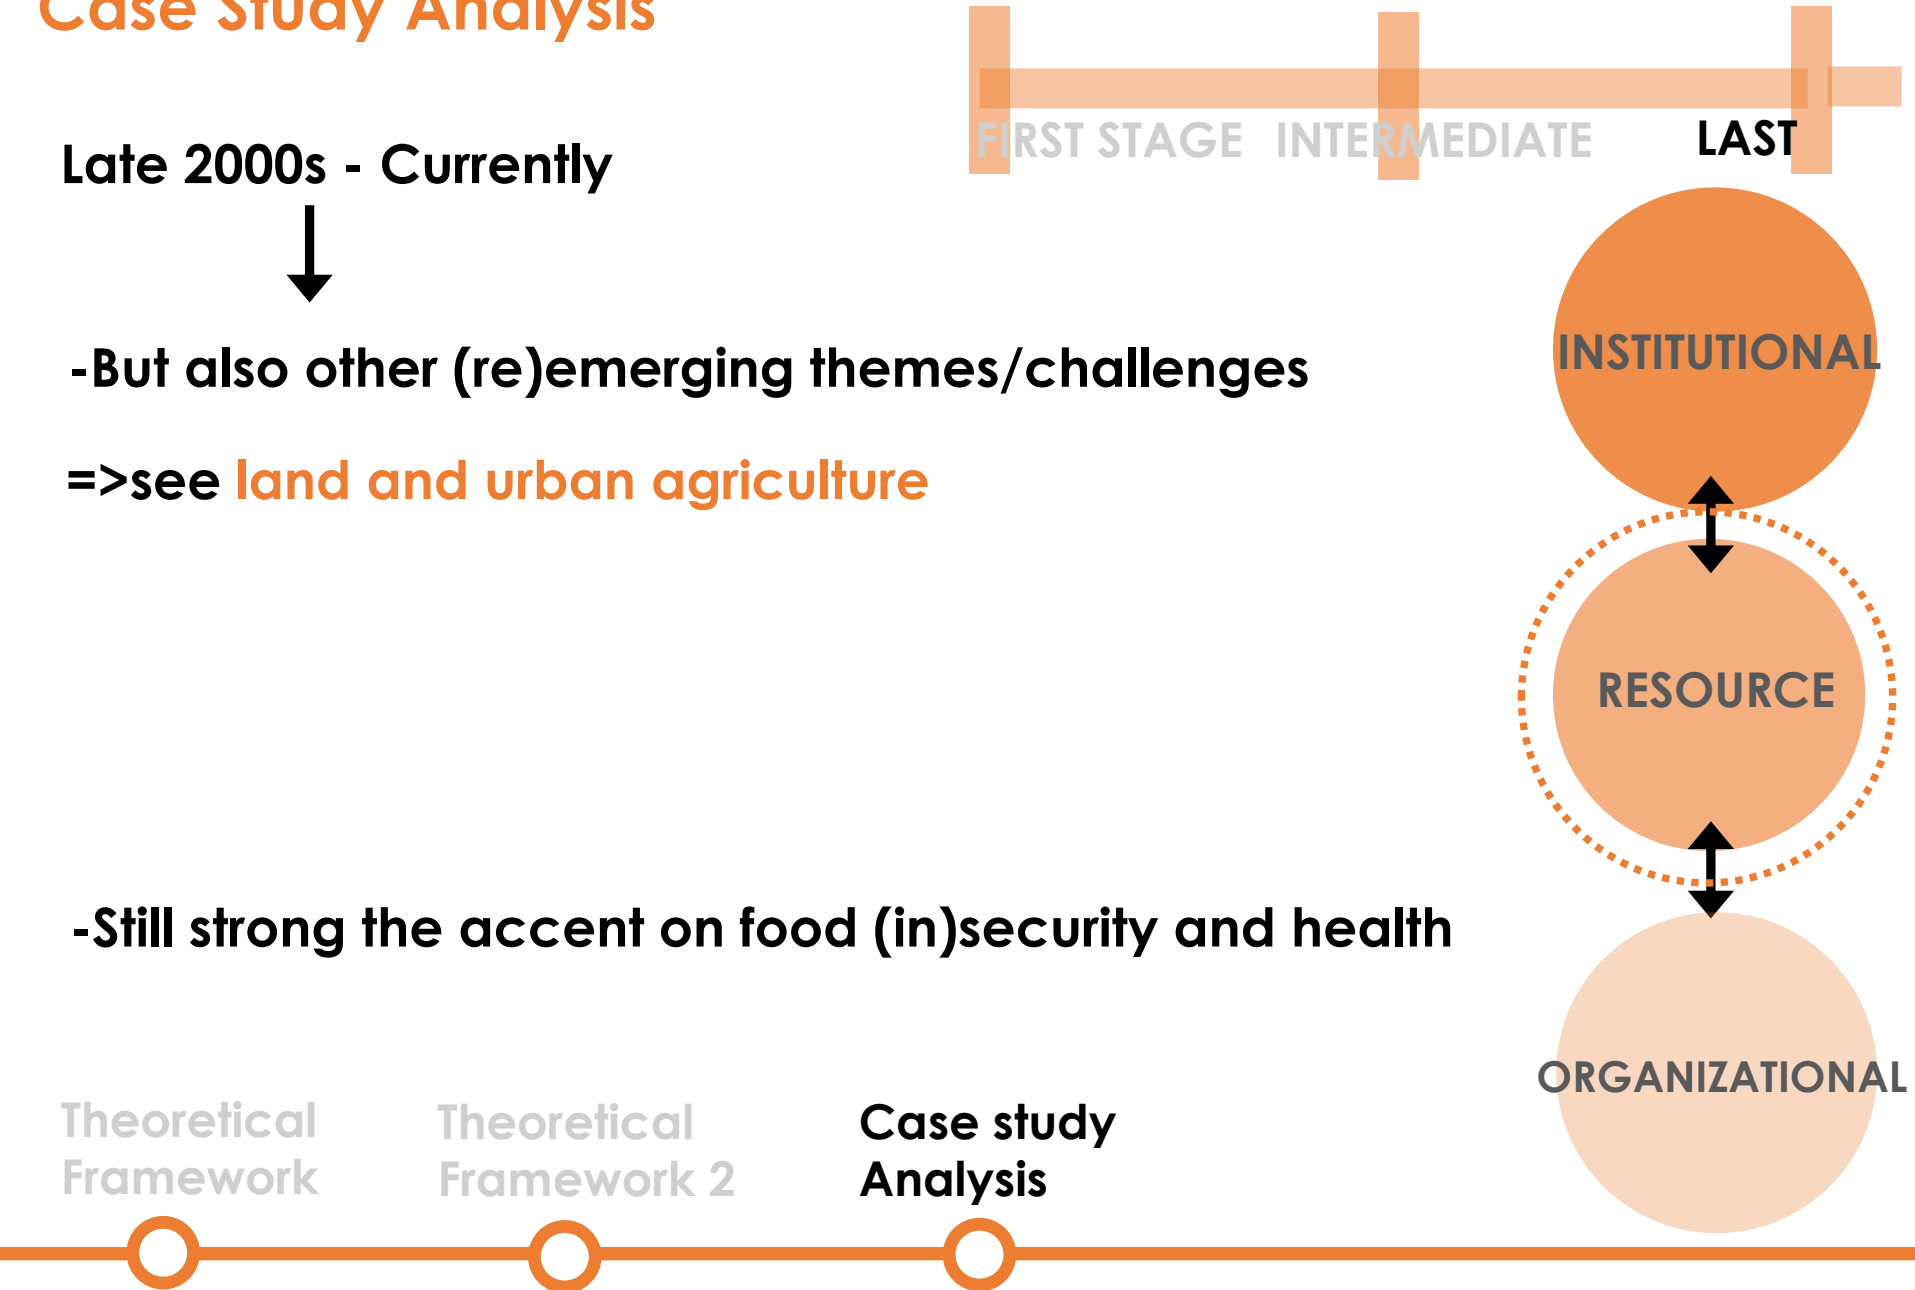 Case Study Analysis
FIRST STAGE INTERMEDIATE LAST
Late 2000s - Currently
-But also other (re)emerging themes/challenges
=>see land and urban agriculture
-Still strong the accent on food (in)security and health
INSTITUTIONAL
RESOURCE
ORGANIZATIONAL
Theoretical
Framework
Theoretical
Framework 2
Case study
Analysis